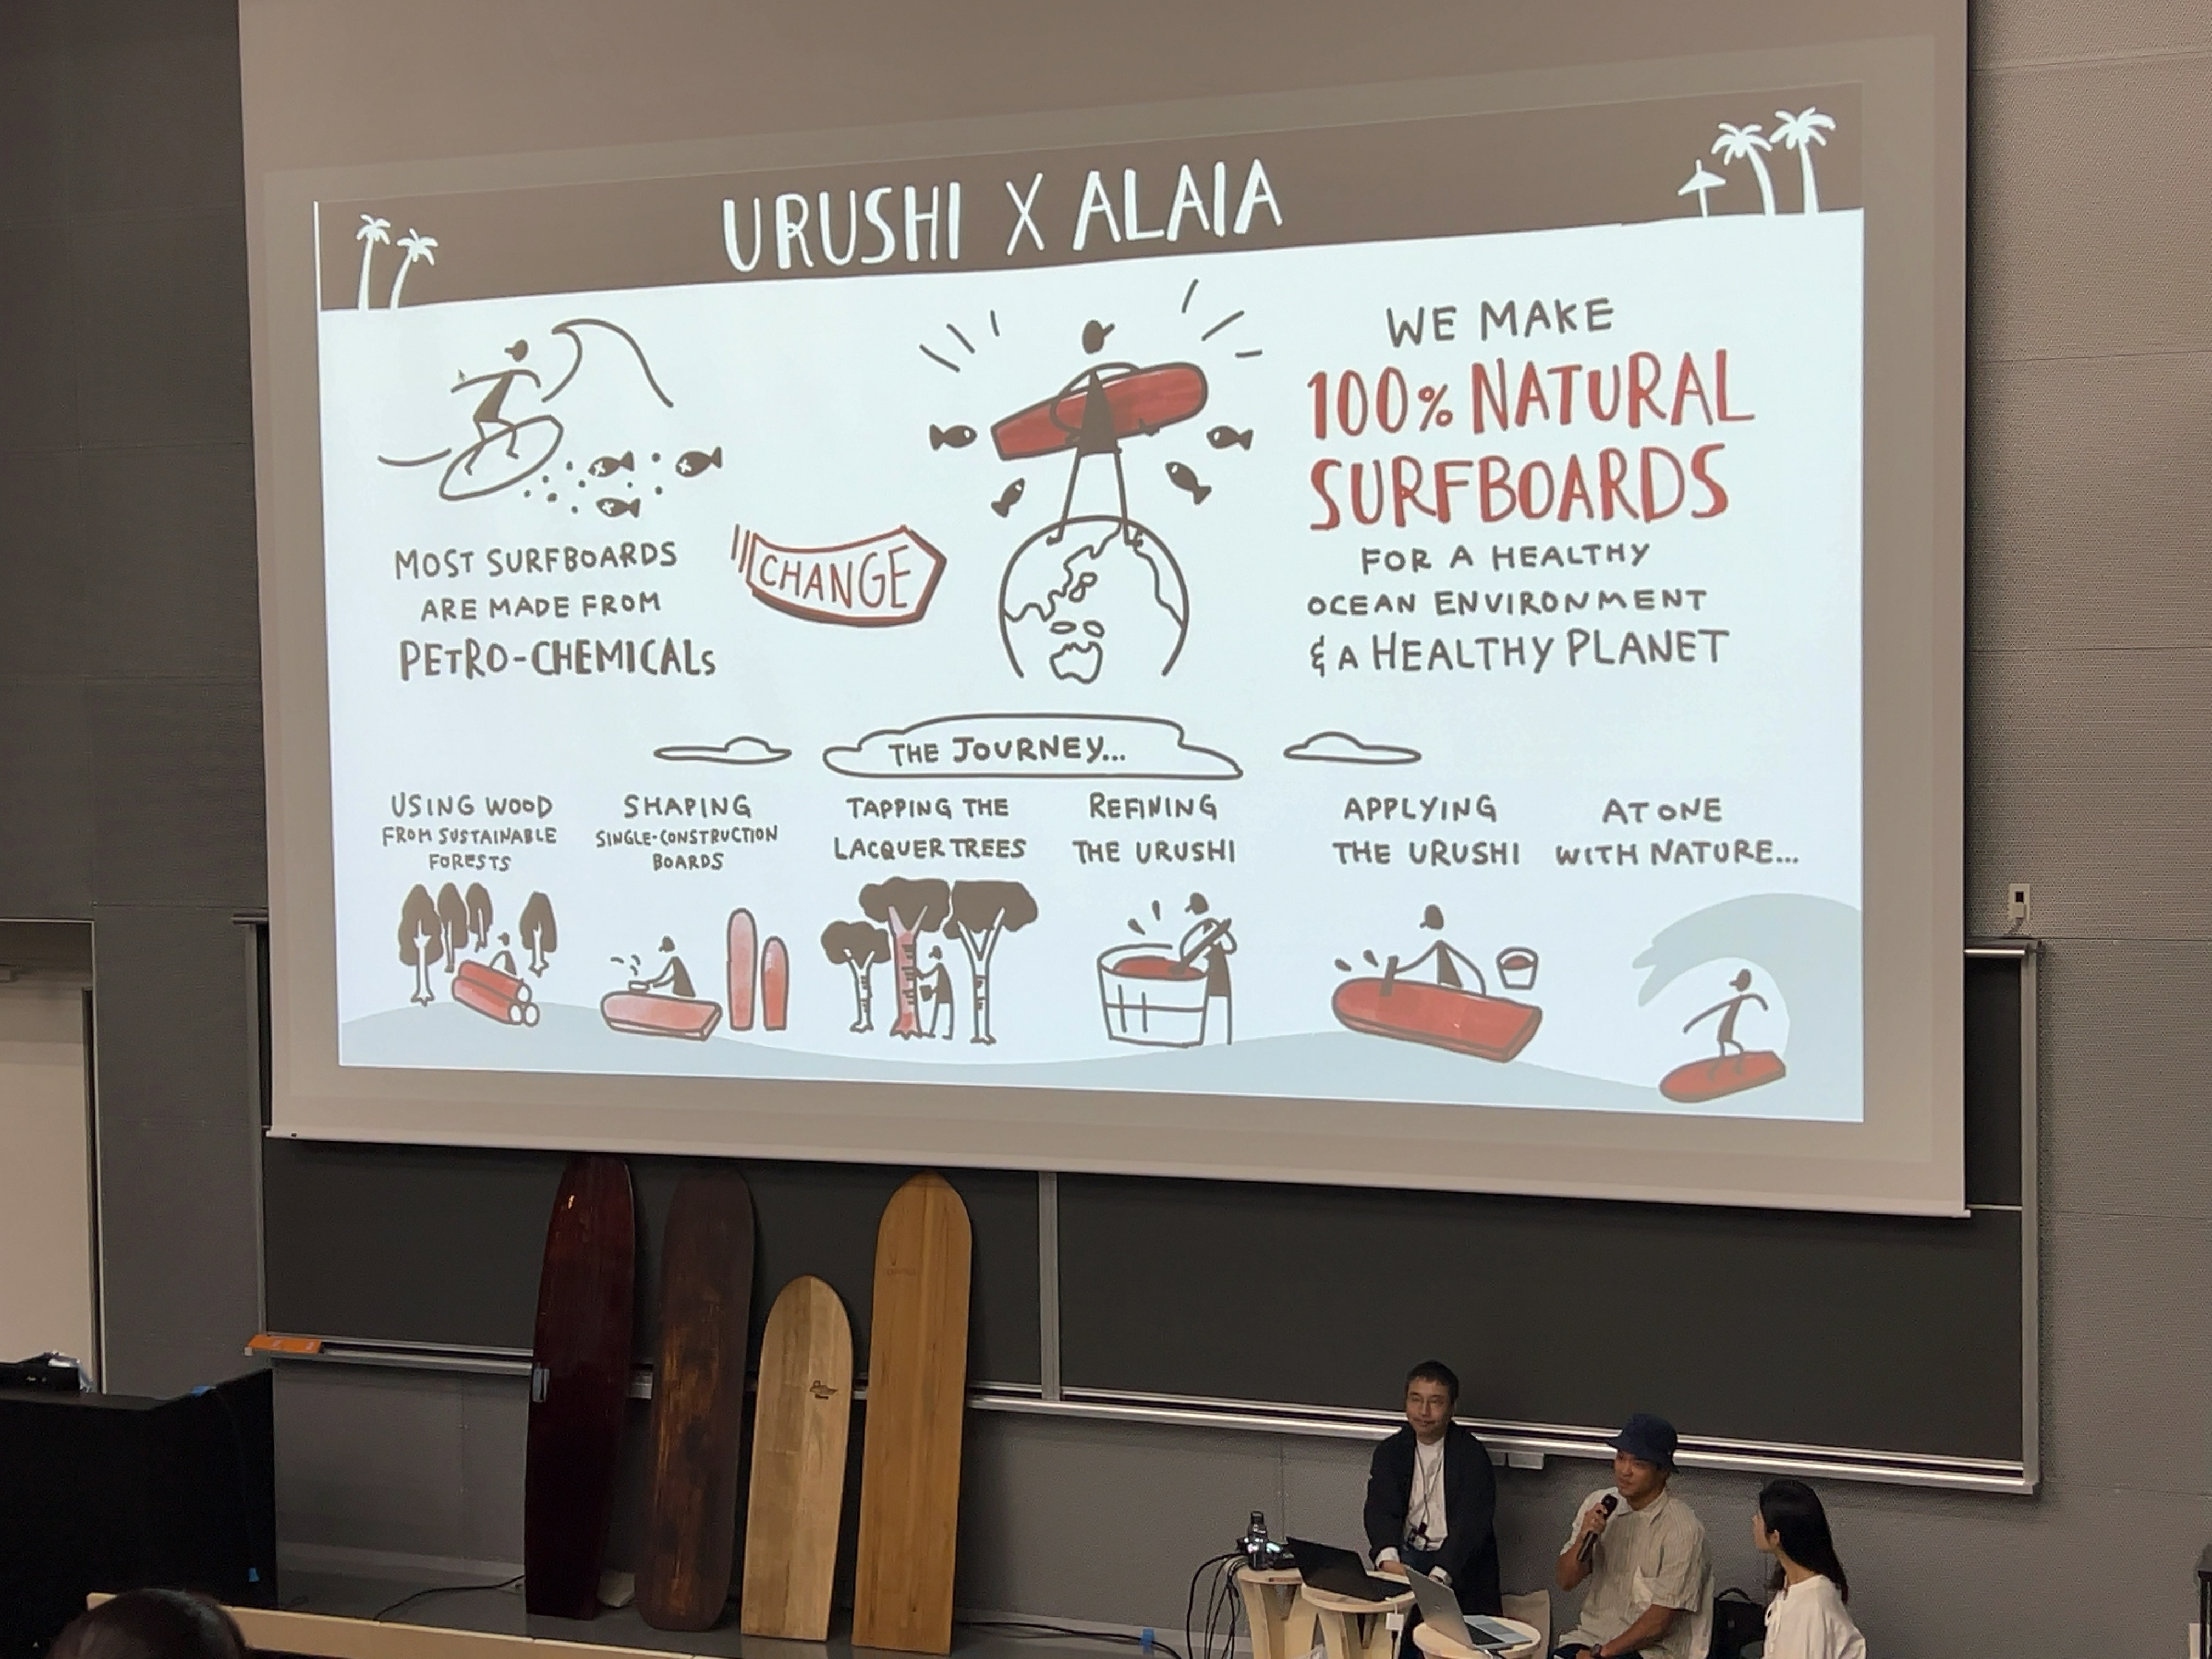 URUSHI X ALAIA
MOST SURFBOARDS
ARE MADE FROM
PETRO-CHEMICALS
CHANGE
WE MAKE
100% NATURAL
SURFBOARDS
FOR A HEALTHY
OCEAN ENVIRONMENT
& A HEALTHY PLANET
THE JOURNEY...
USING WOOD
FROM SUSTAINABLE
FORESTS
SHAPING
SINGLE-CONSTRUCTION
BOARDS
TAPPING THE
LACQUER TREES
REFINING
THE URUSHI
APPLYING
THE URUSHI
AT ONE
WITH NATURE...